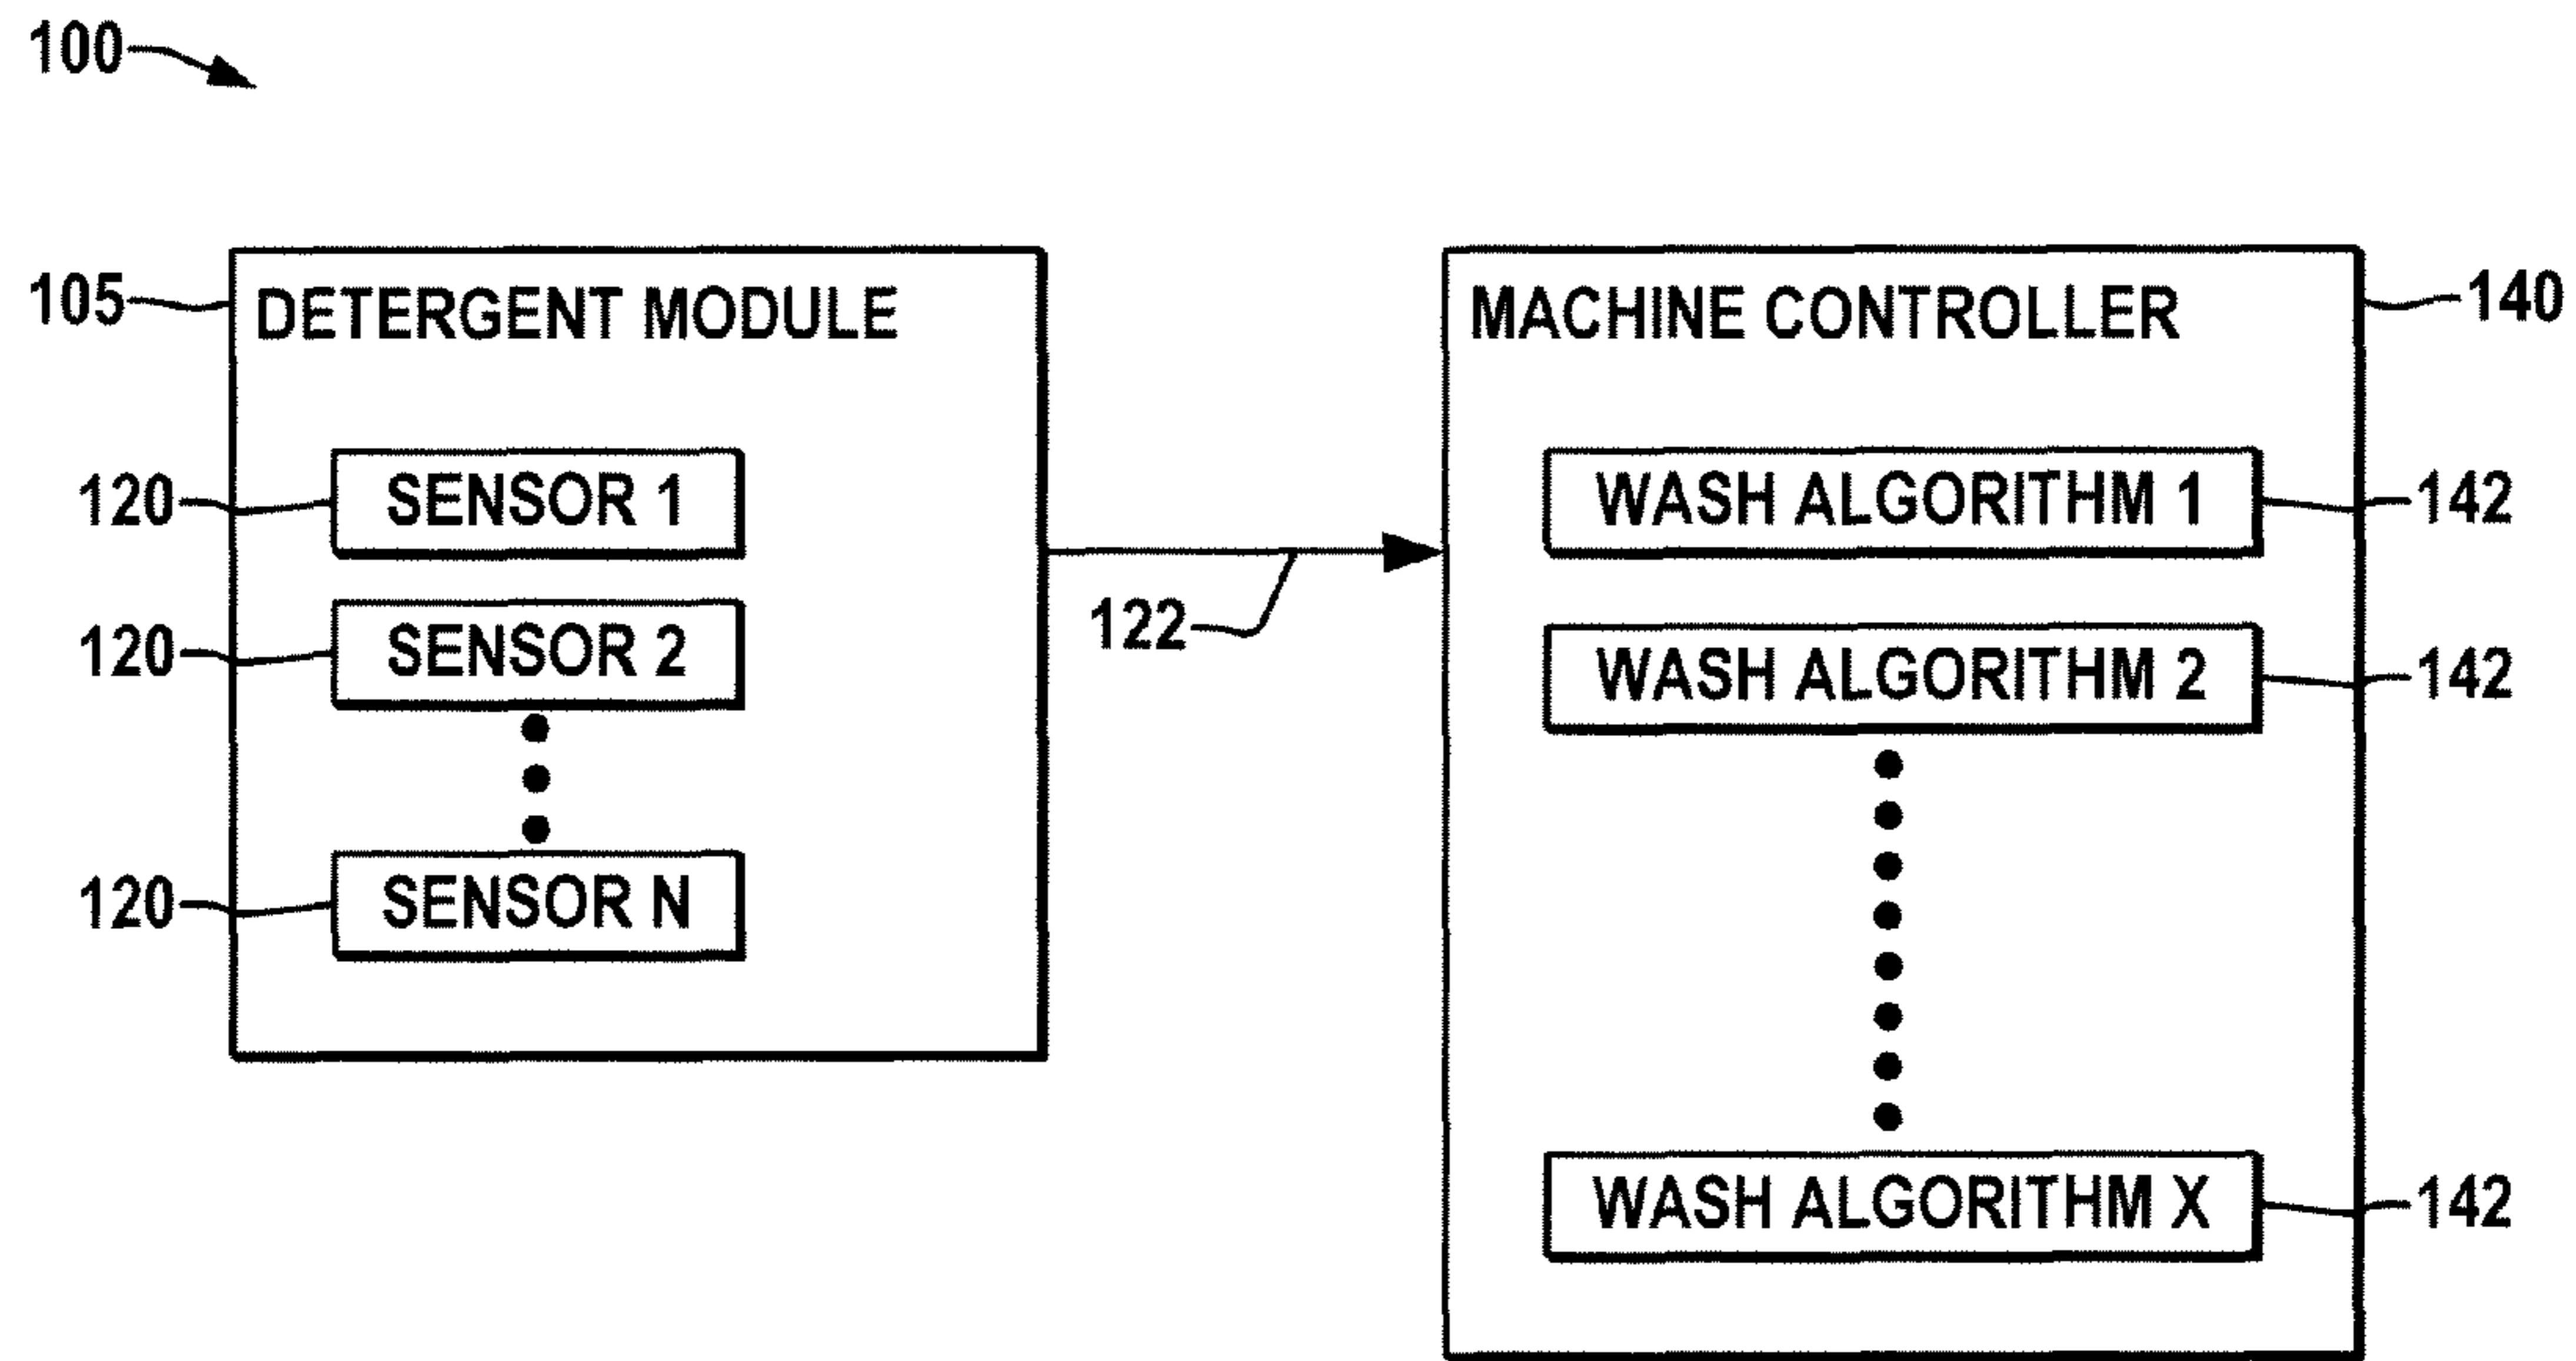 100
105 DETERGENT MODULE
120 SENSOR 1
120 SENSOR 2
120 SENSOR N
122
MACHINE CONTROLLER 140
WASH ALGORITHM 1 142
WASH ALGORITHM 2 142
WASH ALGORITHM X 142